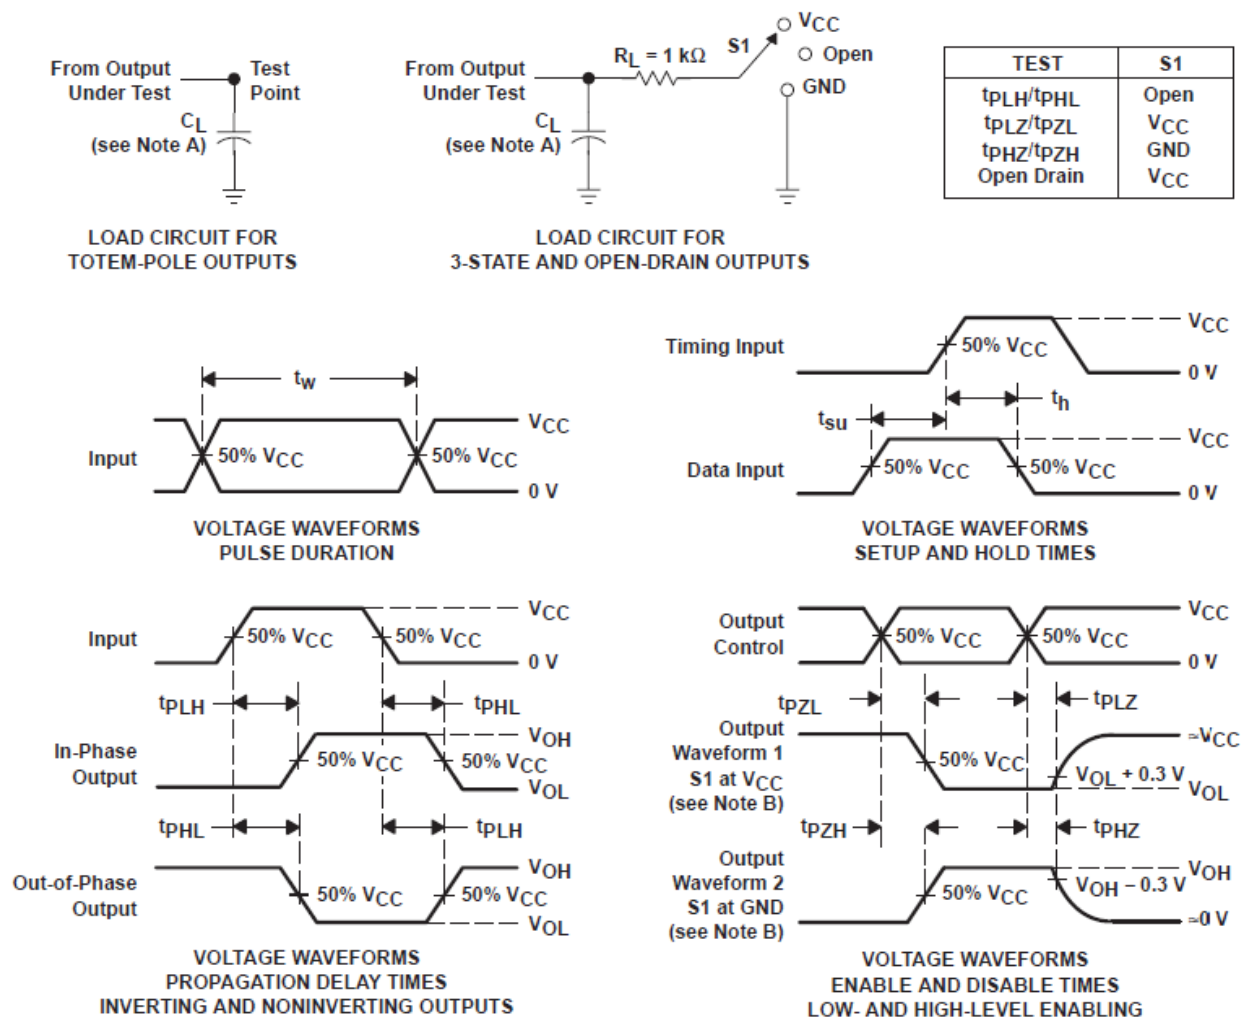 From Output
Under Test
Test
Point
CL
(see Note A)
LOAD CIRCUIT FOR
TOTEM-POLE OUTPUTS
From Output
Under Test
RL = 1 kΩ
S1
VCC
Open
GND
CL
(see Note A)
LOAD CIRCUIT FOR
3-STATE AND OPEN-DRAIN OUTPUTS
TEST S1
tPLH/tPHL Open
tPLZ/tPZL VCC
tPHZ/tPZH GND
Open Drain VCC
Input
tw
50% VCC
50% VCC
VCC
0 V
VOLTAGE WAVEFORMS
PULSE DURATION
Timing Input
50% VCC
VCC
0 V
tsu
th
Data Input
50% VCC
50% VCC
VCC
0 V
VOLTAGE WAVEFORMS
SETUP AND HOLD TIMES
Input
50% VCC
50% VCC
VCC
0 V
tPLH
tPHL
In-Phase
Output
50% VCC
50% VCC
VOH
VOL
tPHL
tPLH
Out-of-Phase
Output
50% VCC
50% VCC
VOH
VOL
VOLTAGE WAVEFORMS
PROPAGATION DELAY TIMES
INVERTING AND NONINVERTING OUTPUTS
Output
Control
50% VCC
50% VCC
VCC
0 V
tPZL
tPLZ
Output
Waveform 1
S1 at VCC
(see Note B)
50% VCC
≈VCC
VOL + 0.3 V
VOL
tPZH
tPHZ
Output
Waveform 2
S1 at GND
(see Note B)
50% VCC
VOH
VOH − 0.3 V
≈0 V
VOLTAGE WAVEFORMS
ENABLE AND DISABLE TIMES
LOW- AND HIGH-LEVEL ENABLING